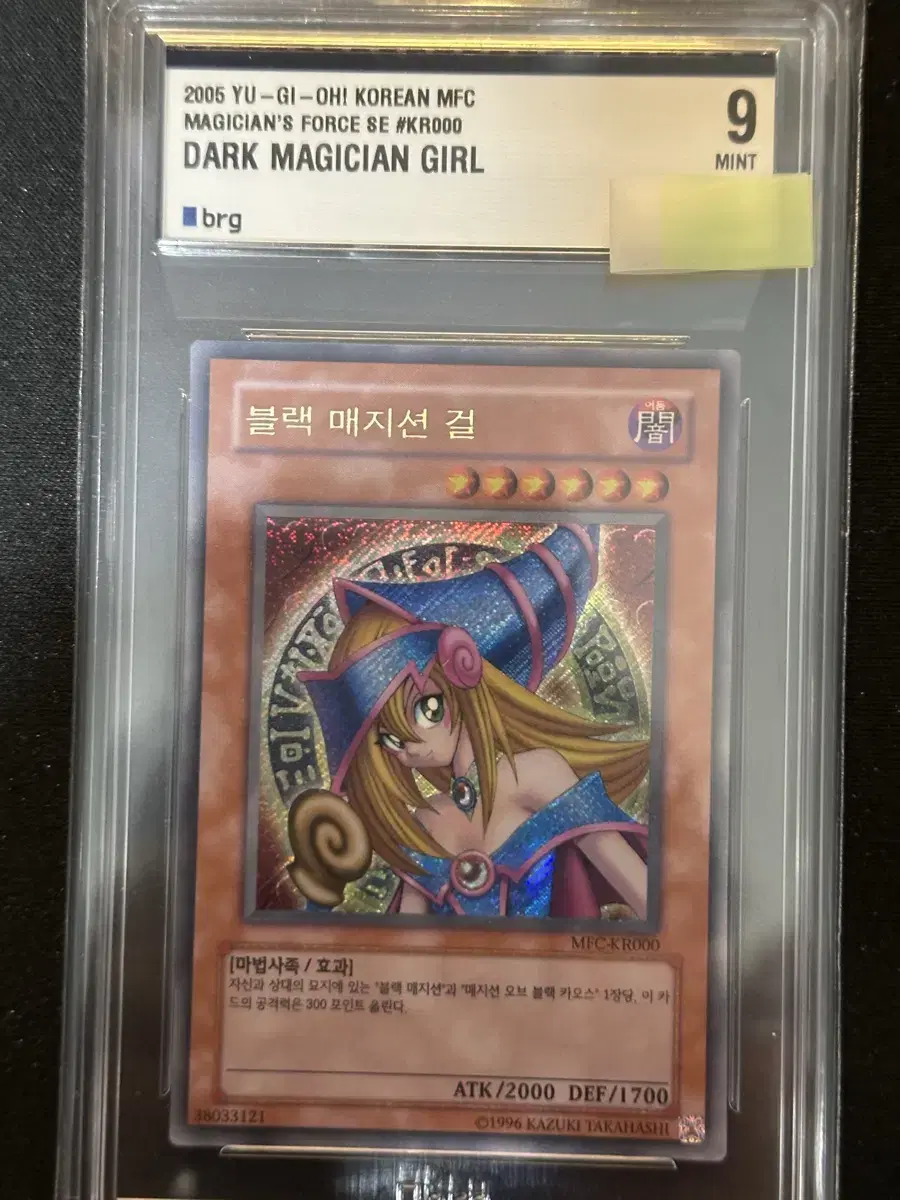 2005 YU-GI-OH! KOREAN MFC
MAGICIAN'S FORCE SE #KR000
DARK MAGICIAN GIRL
9
MINT
brg
블랙 매지션 걸
어둠
闇
MFC-KR000
[마법사족 / 효과]
자신과 상대의 묘지에 있는 "블랙 매지션"과 "매지션 오브 블랙 카오스" 1장당, 이 카
드의 공격력은 300 포인트 올린다.
ATK/2000 DEF/1700
38033121
©1996 KAZUKI TAKAHASHI